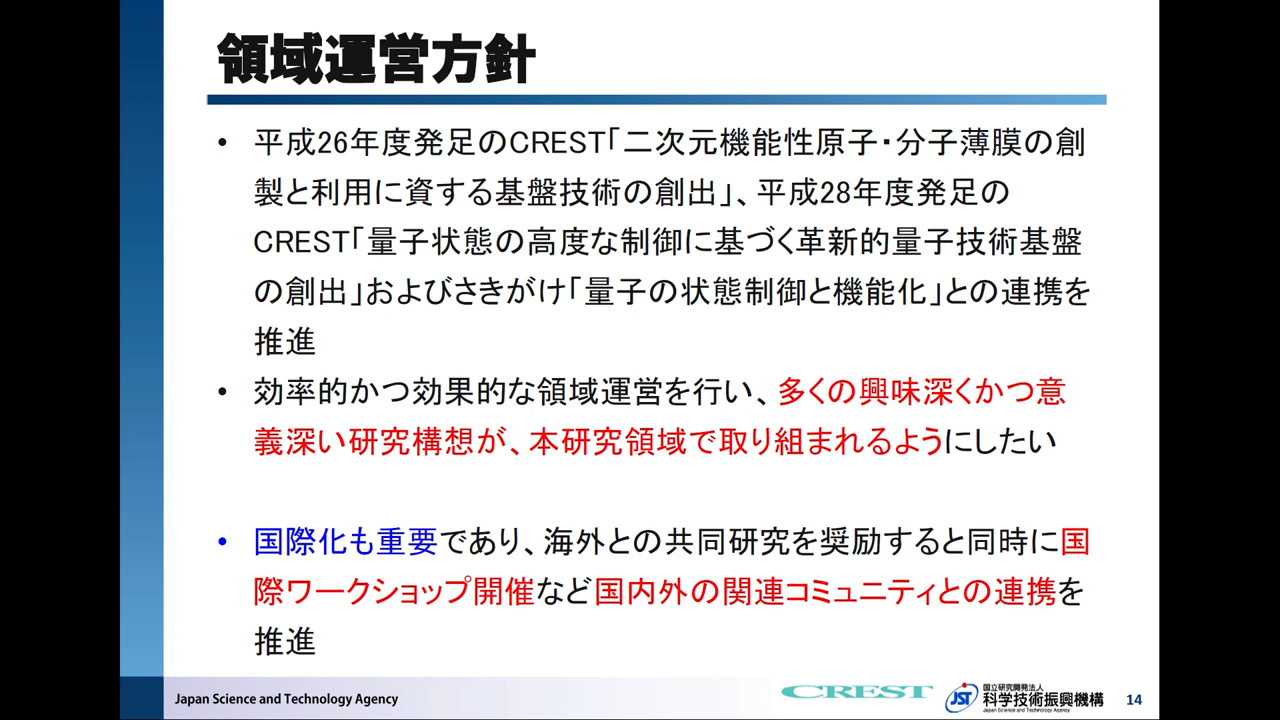 領域運営方針
• 平成26年度発足のCREST「二次元機能性原子・分子薄膜の創
製と利用に資する基盤技術の創出」、平成28年度発足の
CREST「量子状態の高度な制御に基づく革新的量子技術基盤
の創出」およびさきがけ「量子の状態制御と機能化」との連携を
推進
• 効率的かつ効果的な領域運営を行い、多くの興味深くかつ意
義深い研究構想が、本研究領域で取り組まれるようにしたい
• 国際化も重要であり、海外との共同研究を奨励すると同時に国
際ワークショップ開催など国内外の関連コミュニティとの連携を
推進
Japan Science and Technology Agency
CREST
JST
国立研究開発法人
科学技術振興機構
Japan Science and Technology Agency
14